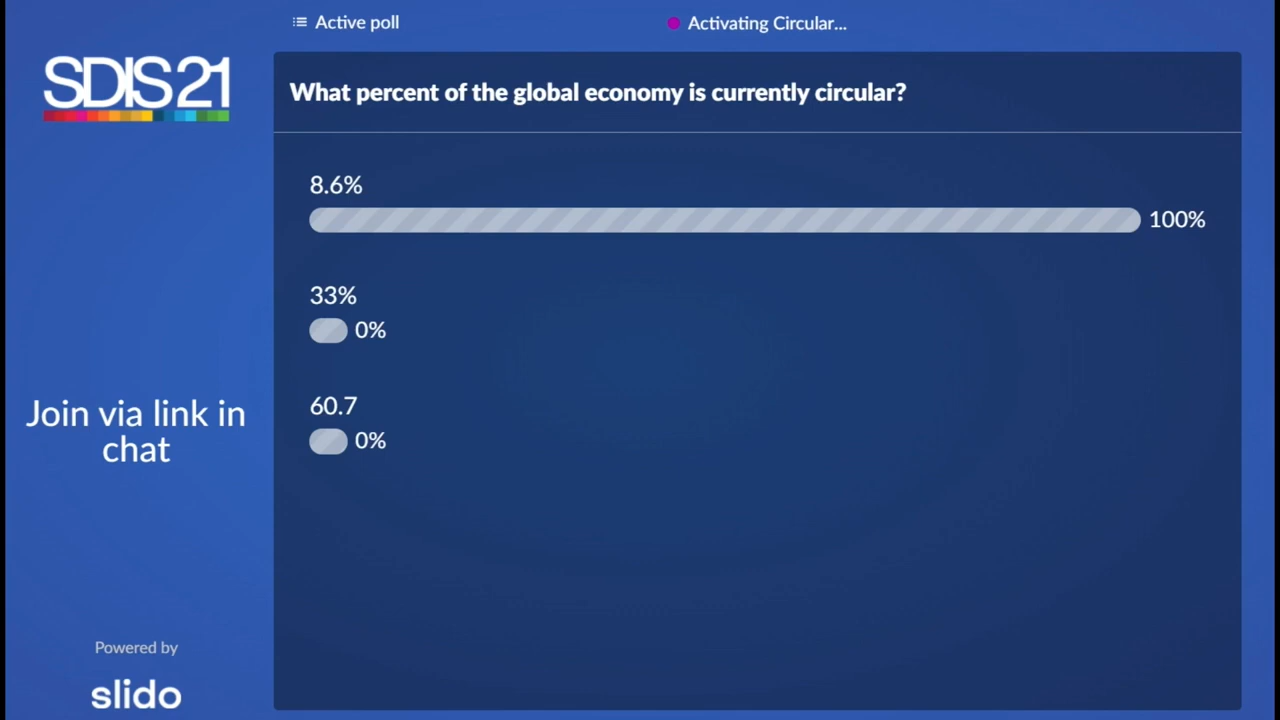 Active poll
Activating Circular...
SDIS21
What percent of the global economy is currently circular?
8.6%
100%
33%
0%
60.7
0%
Join via link in
chat
Powered by
slido